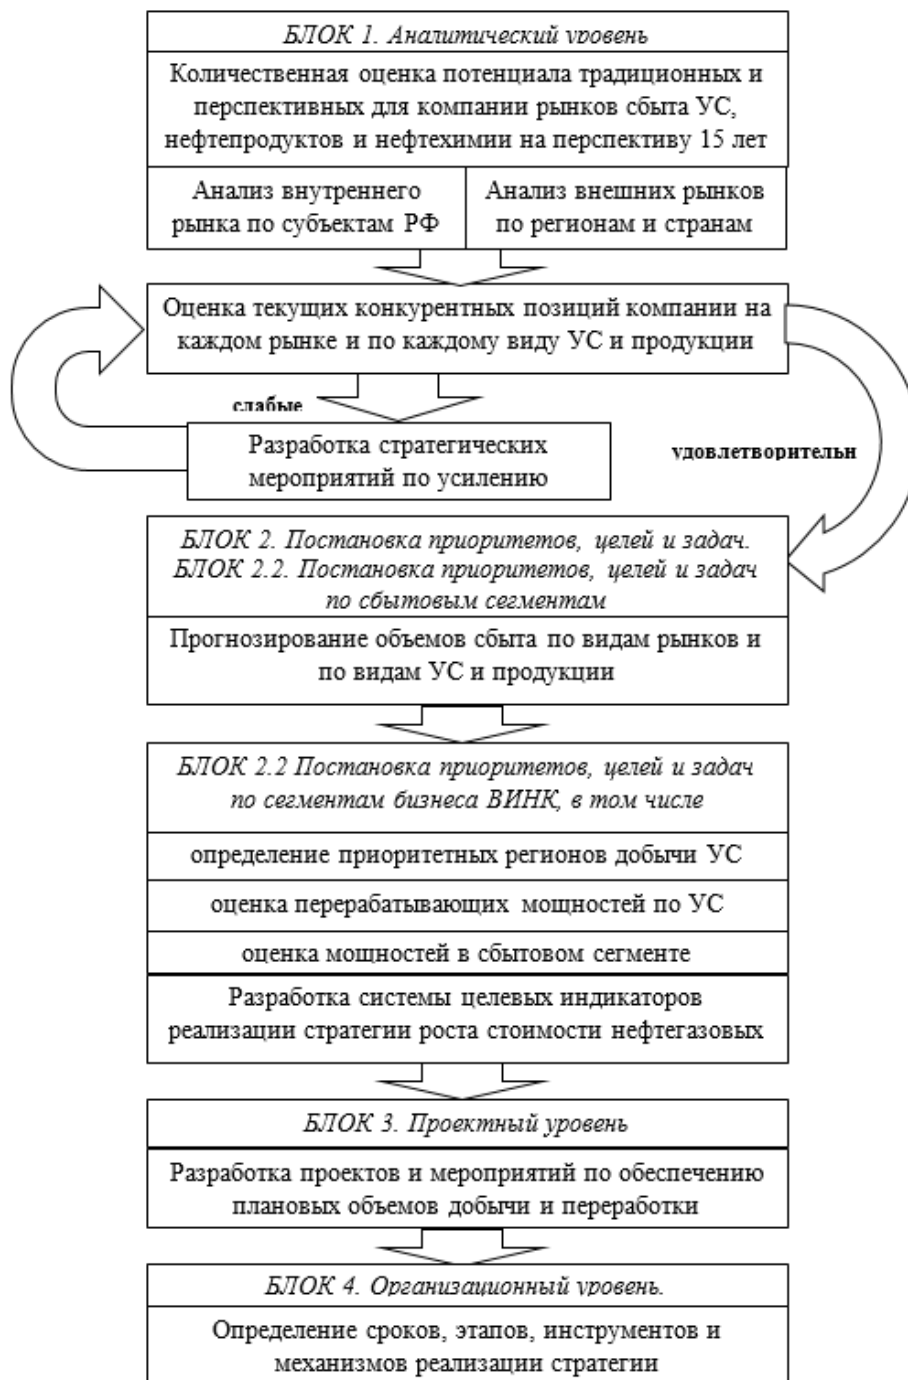 БЛОК 1. Аналитический уровень
Количественная оценка потенциала традиционных и
перспективных для компании рынков сбыта УС,
нефтепродуктов и нефтехимии на перспективу 15 лет
Анализ внутреннего
рынка по субъектам РФ
Анализ внешних рынков
по регионам и странам
Оценка текущих конкурентных позиций компании на
каждом рынке и по каждому виду УС и продукции
слабые
Разработка стратегических
мероприятий по усилению
удовлетворительн
БЛОК 2. Постановка приоритетов, целей и задач.
БЛОК 2.2. Постановка приоритетов, целей и задач
по сбытовым сегментам
Прогнозирование объемов сбыта по видам рынков и
по видам УС и продукции
БЛОК 2.2 Постановка приоритетов, целей и задач
по сегментам бизнеса ВИНК, в том числе
определение приоритетных регионов добычи УС
оценка перерабатывающих мощностей по УС
оценка мощностей в сбытовом сегменте
Разработка системы целевых индикаторов
реализации стратегии роста стоимости нефтегазовых
БЛОК 3. Проектный уровень
Разработка проектов и мероприятий по обеспечению
плановых объемов добычи и переработки
БЛОК 4. Организационный уровень.
Определение сроков, этапов, инструментов и
механизмов реализации стратегии